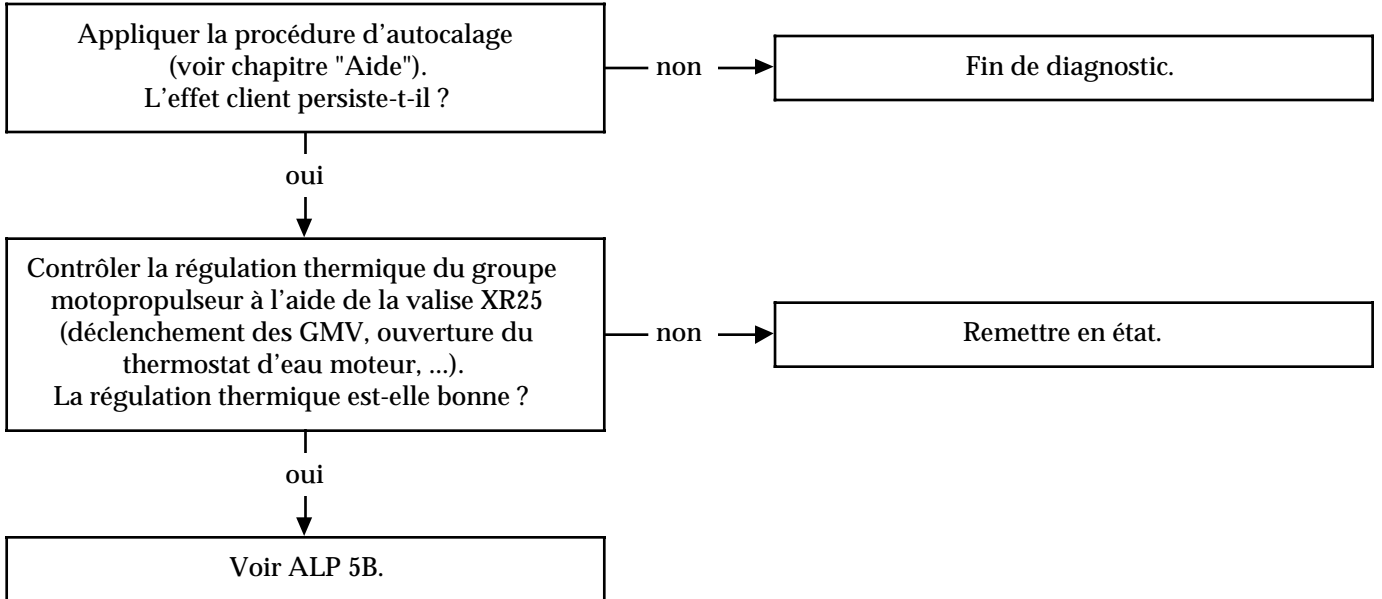 Appliquer la procédure d'autocalage
(voir chapitre "Aide").
L'effet client persiste-t-il ?
non
Fin de diagnostic.
oui
Contrôler la régulation thermique du groupe
motopropulseur à l'aide de la valise XR25
(déclenchement des GMV, ouverture du
thermostat d'eau moteur, ...).
La régulation thermique est-elle bonne ?
non
Remettre en état.
oui
Voir ALP 5B.